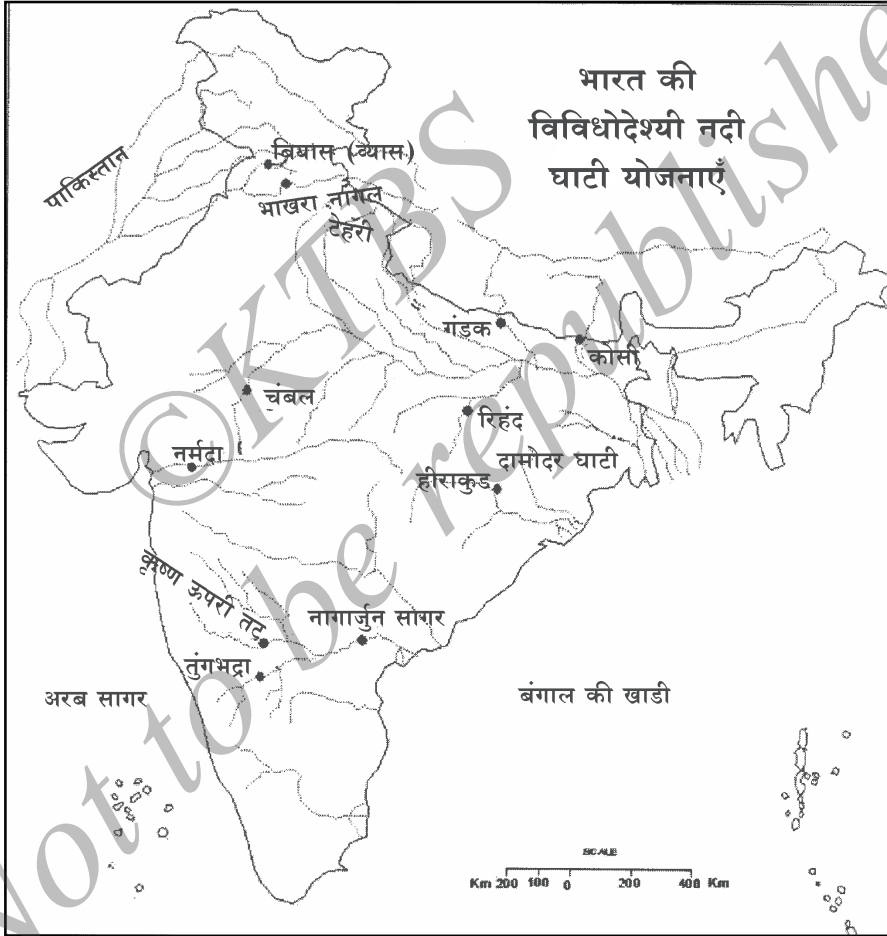 भारत की
विविधोदेश्यी नदी
घाटी योजनाएँ
पाकिस्तान
बियास (व्यास)
भाखरा नांगल
टेहरी
गंडक
कोसी
चंबल
रिहंद
नर्मदा
दामोदर घाटी
हीराकुड
कृष्ण ऊपरी तट
नागार्जुन सागर
तुंगभद्रा
अरब सागर
बंगाल की खाडी
SCALE
Km 200 100 0 200 400 Km
©KTBS
Not to be republishe